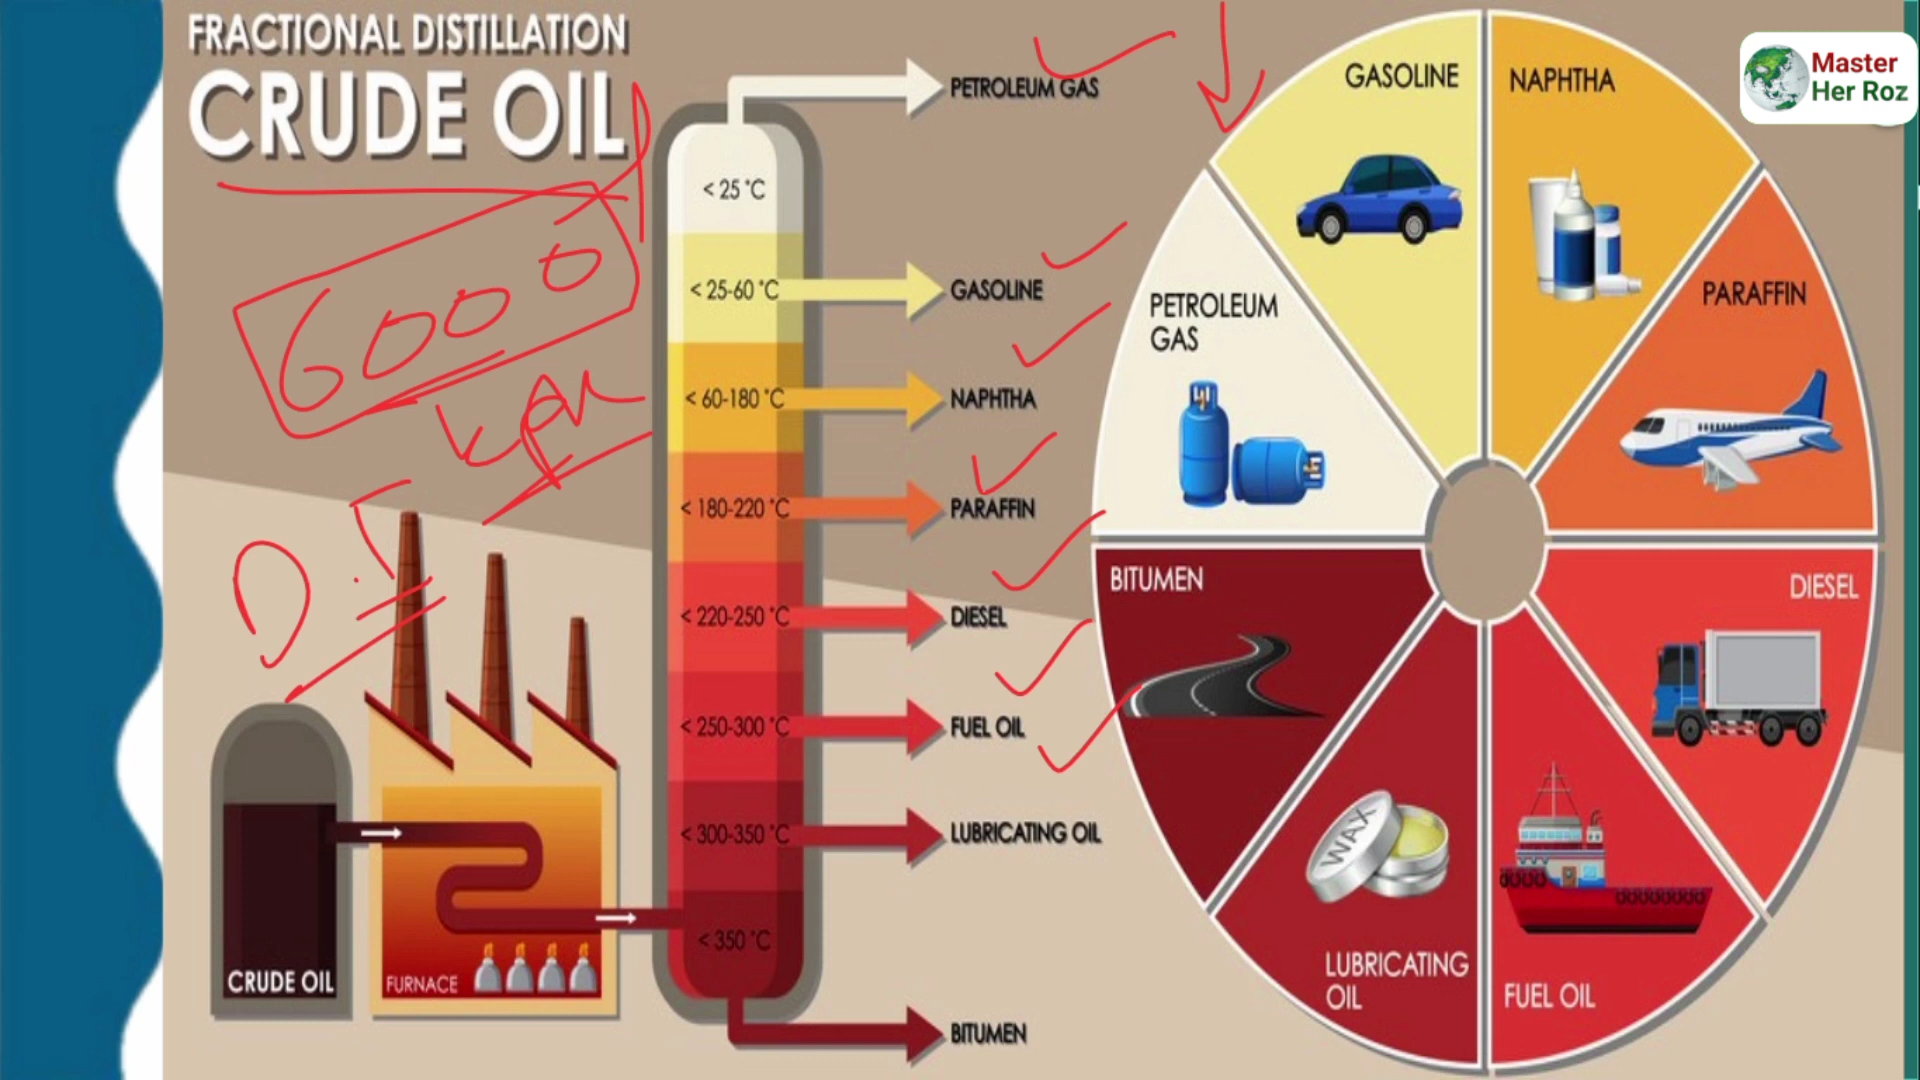 FRACTIONAL DISTILLATION
CRUDE OIL
6000
D.T
PETROLEUM GAS
< 25 °C
< 25-60 °C
GASOLINE
< 60-180 °C
NAPHTHA
< 180-220 °C
PARAFFIN
< 220-250 °C
DIESEL
< 250-300 °C
FUEL OIL
< 300-350 °C
LUBRICATING OIL
< 350 °C
BITUMEN
CRUDE OIL
FURNACE
GASOLINE
NAPHTHA
PARAFFIN
DIESEL
FUEL OIL
LUBRICATING
OIL
WAX
BITUMEN
PETROLEUM
GAS
Master
Her Roz